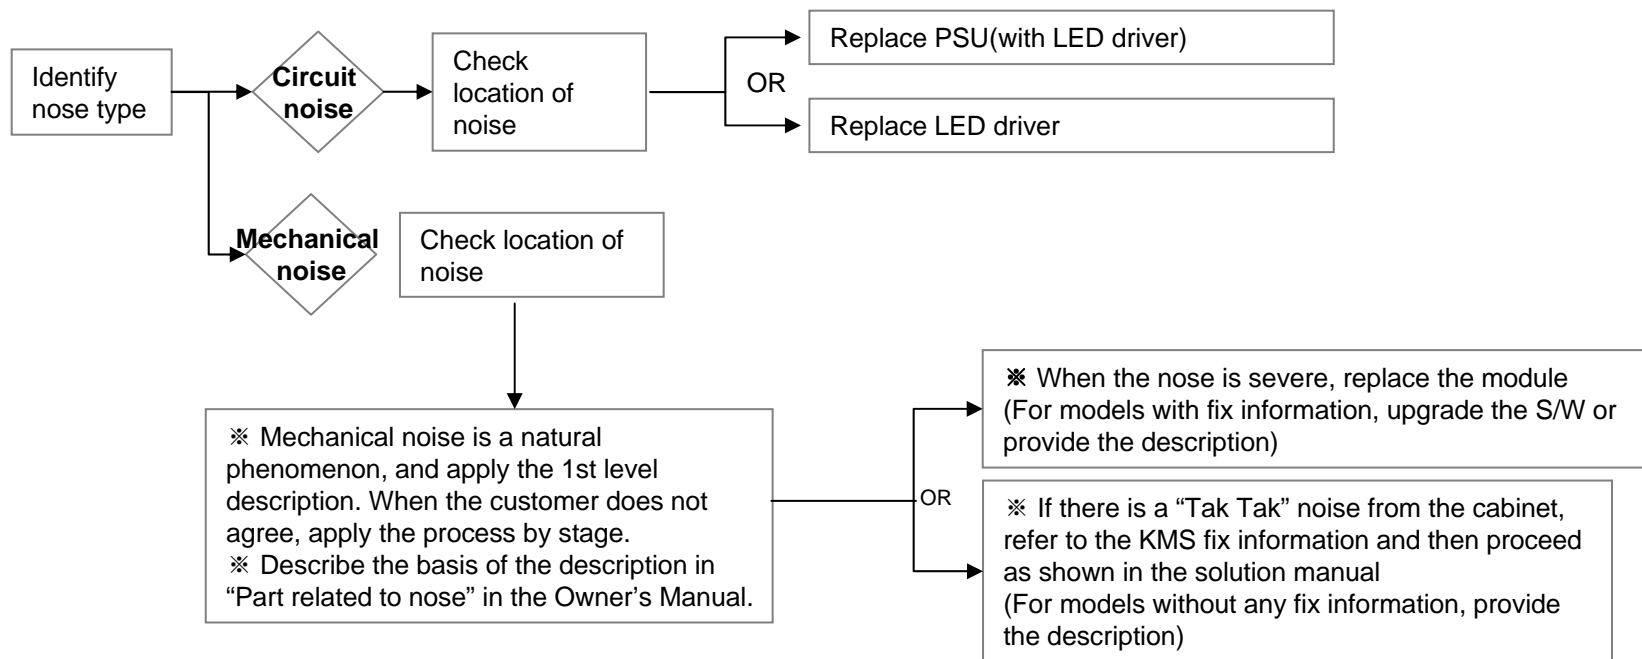 Identify
nose type
Circuit
noise
Check
location of
noise
Replace PSU(with LED driver)
OR
Replace LED driver
Mechanical
noise
Check location of
noise
※ Mechanical noise is a natural
phenomenon, and apply the 1st level
description. When the customer does not
agree, apply the process by stage.
※ Describe the basis of the description in
“Part related to nose” in the Owner’s Manual.
OR
※ When the nose is severe, replace the module
(For models with fix information, upgrade the S/W or
provide the description)
※ If there is a “Tak Tak” noise from the cabinet,
refer to the KMS fix information and then proceed
as shown in the solution manual
(For models without any fix information, provide
the description)